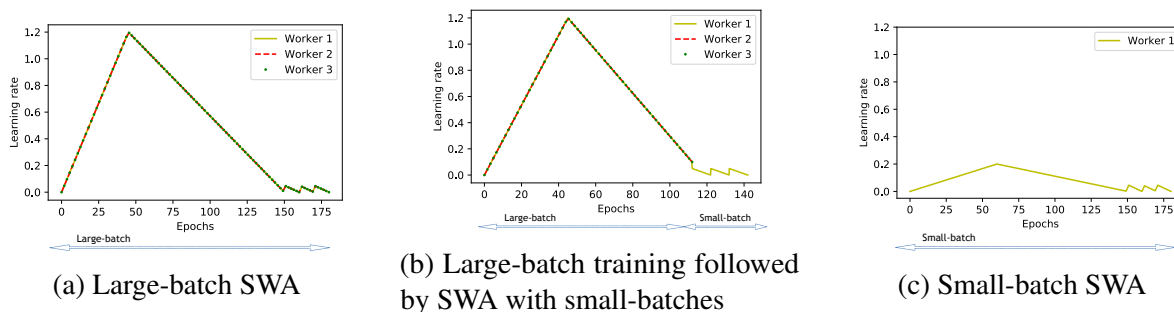 1.2
1.0
0.8
0.6
0.4
0.2
0.0
Learning rate
Worker 1
Worker 2
Worker 3
0 25 50 75 100 125 150 175
Epochs
Large-batch
(a) Large-batch SWA
1.2
1.0
0.8
0.6
0.4
0.2
0.0
Learning rate
Worker 1
Worker 2
Worker 3
0 20 40 60 80 100 120 140
Epochs
Large-batch Small-batch
(b) Large-batch training followed
by SWA with small-batches
1.2
1.0
0.8
0.6
0.4
0.2
0.0
Learning rate
Worker 1
0 25 50 75 100 125 150 175
Epochs
Small-batch
(c) Small-batch SWA